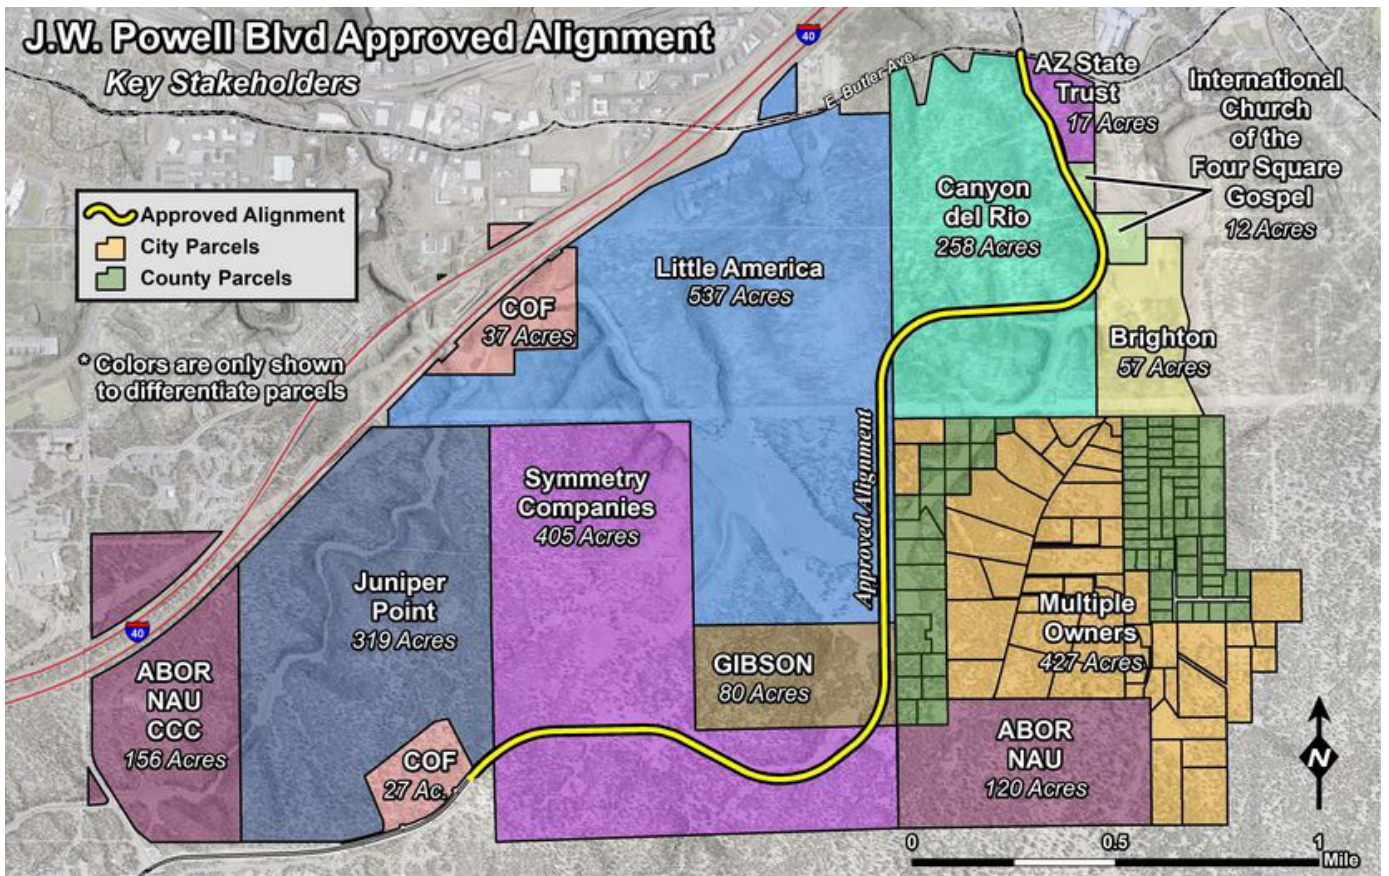 J.W. Powell Blvd Approved Alignment
Key Stakeholders
40
E. Butler Ave.
AZ State
Trust
17 Acres
International
Church
of the
Four Square
Gospel
12 Acres
Approved Alignment
City Parcels
County Parcels
* Colors are only shown
to differentiate parcels
Canyon
del Rio
258 Acres
Little America
537 Acres
COF
37 Acres
Brighton
57 Acres
Approved Alignment
Symmetry
Companies
405 Acres
Juniper
Point
319 Acres
Multiple
Owners
427 Acres
40
ABOR
NAU
CCC
156 Acres
GIBSON
80 Acres
COF
27 Ac.
ABOR
NAU
120 Acres
N
0 0.5 1
Mile